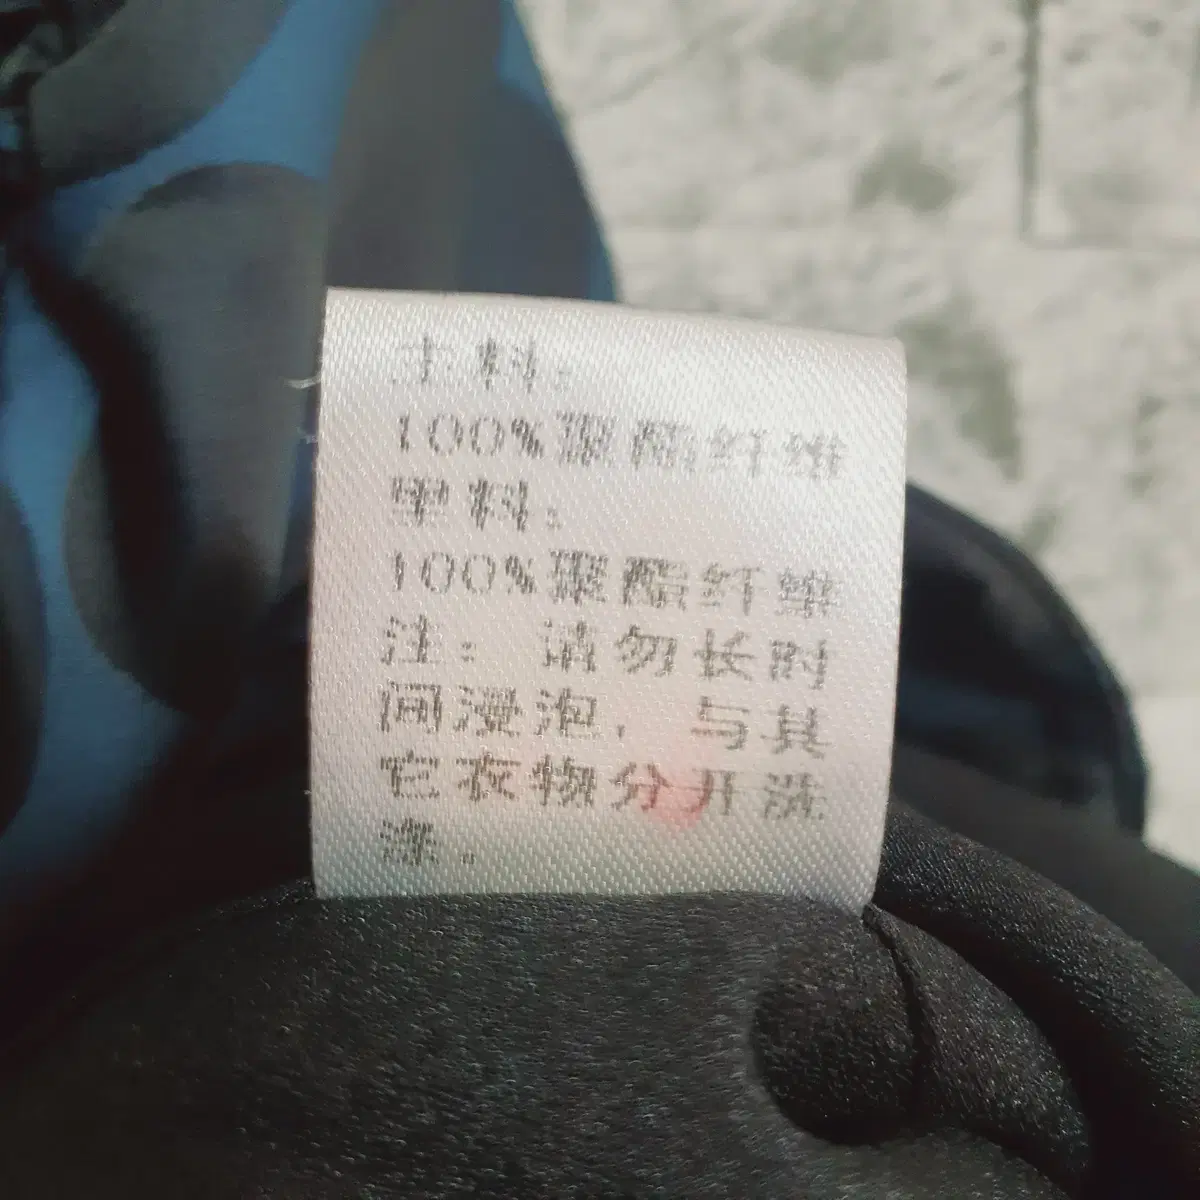 主料：
100%聚酯纤维
里料：
100%聚酯纤维
注：请勿长时
间浸泡，与其
它衣物分开洗
涤。